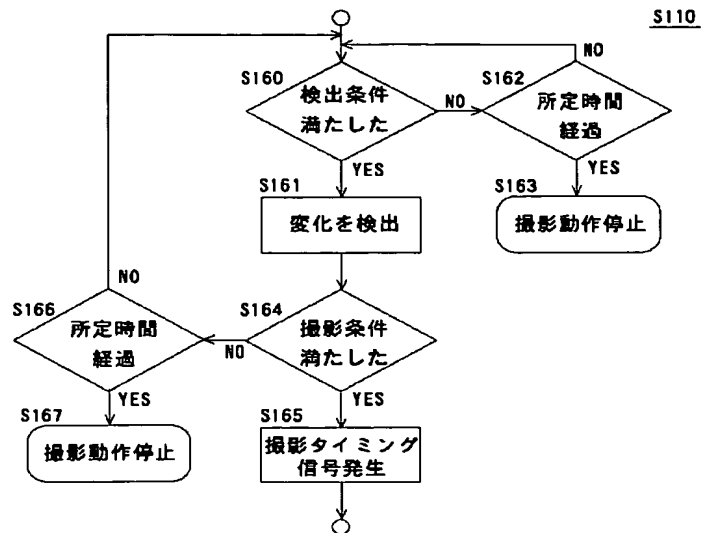 S110
S160
検出条件
満たした
NO
S162
NO
所定時間
経過
YES
S163
撮影動作停止
YES
S161
変化を検出
S164
撮影条件
満たした
NO
S166
NO
所定時間
経過
YES
S167
撮影動作停止
YES
S165
撮影タイミング
信号発生